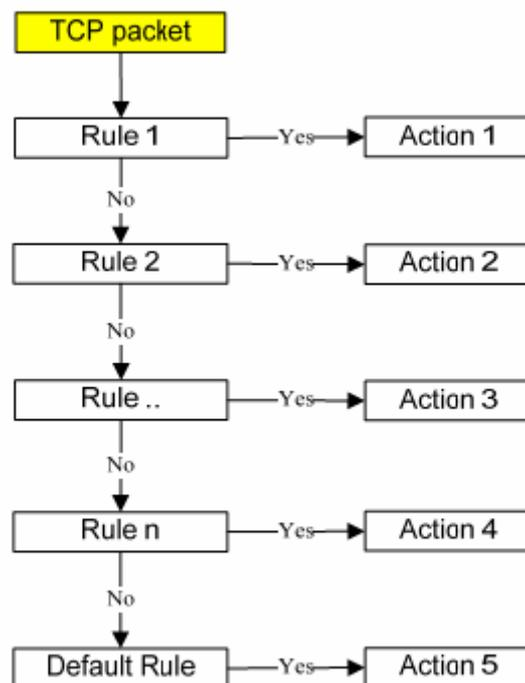 TCP packet
Rule 1
Yes
Action 1
No
Rule 2
Yes
Action 2
No
Rule ..
Yes
Action 3
No
Rule n
Yes
Action 4
No
Default Rule
Yes
Action 5